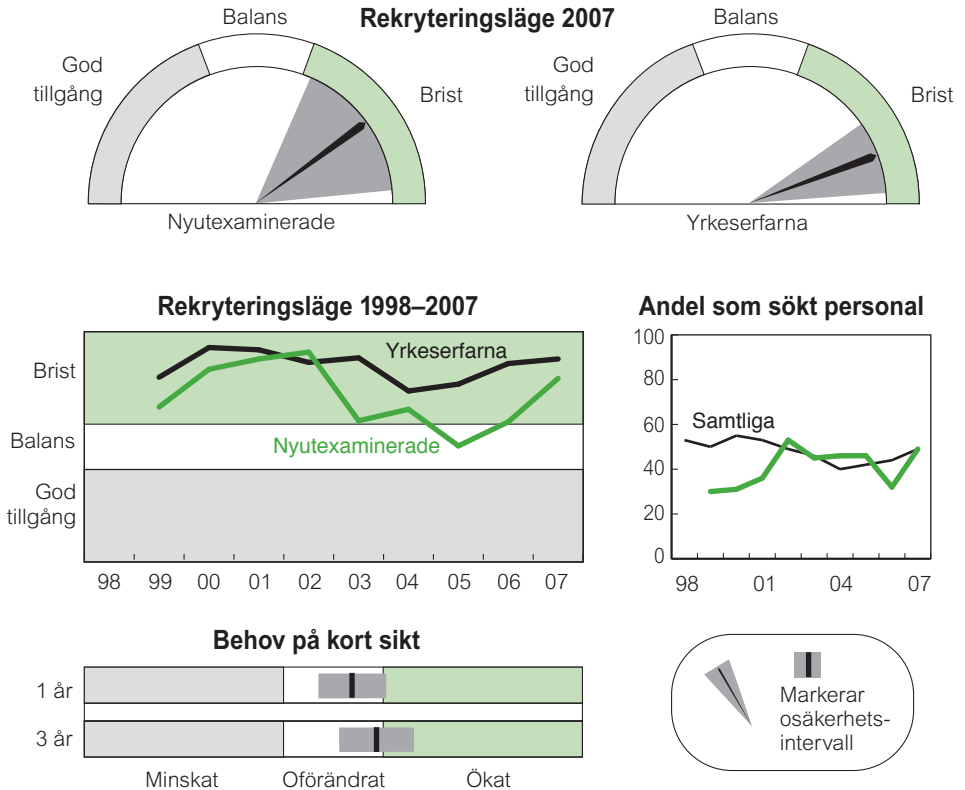 Rekryteringsläge 2007
Balans
God
tillgång
Brist
Nyutexaminerade
Balans
God
tillgång
Brist
Yrkeserfarna
Rekryteringsläge 1998–2007
Brist
Balans
God
tillgång
Yrkeserfarna
Nyutexaminerade
98 99 00 01 02 03 04 05 06 07
Andel som sökt personal
100
80
60
40
20
0
Samtliga
98 01 04 07
Behov på kort sikt
1 år
3 år
Minskat Oförändrat Ökat
Markerar
osäkerhets-
intervall